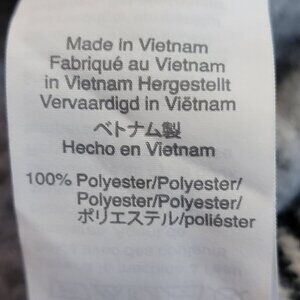 Made in Vietnam
Fabriqué au Vietnam
in Vietnam Hergestellt
Vervaardigd in Viëtnam
ベトナム製
Hecho en Vietnam
100% Polyester/Polyester/
Polyester/Polyester/
ポリエステル/poliéster